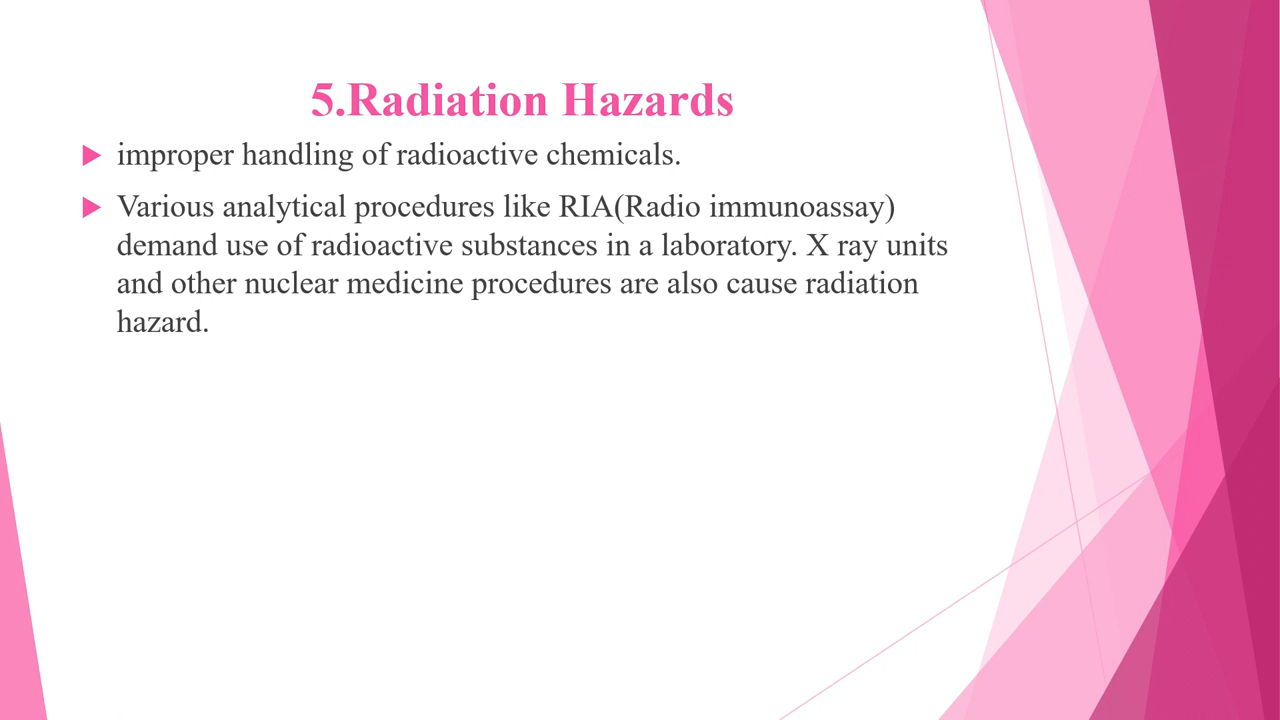 5.Radiation Hazards
improper handling of radioactive chemicals.
Various analytical procedures like RIA(Radio immunoassay)
demand use of radioactive substances in a laboratory. X ray units
and other nuclear medicine procedures are also cause radiation
hazard.